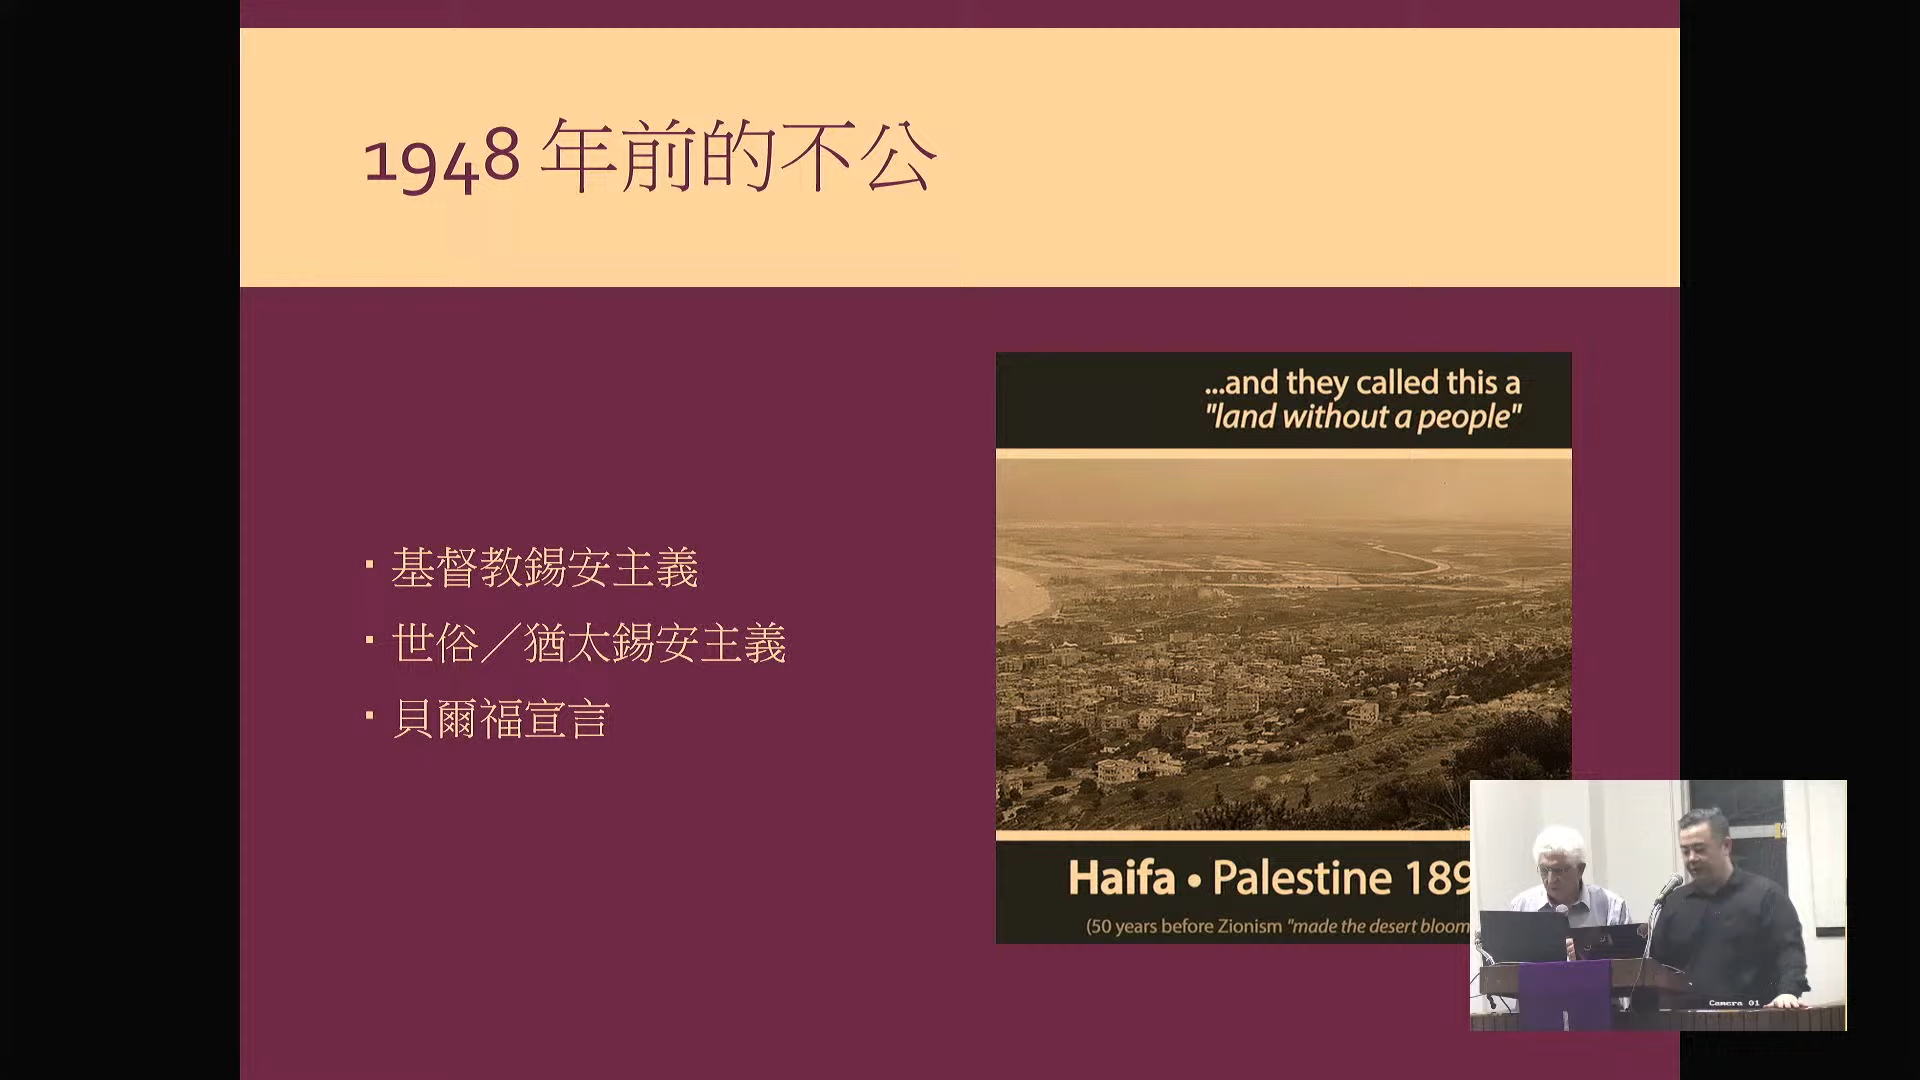 1948 年前的不公
▪ 基督教錫安主義
▪ 世俗／猶太錫安主義
▪ 貝爾福宣言
...and they called this a
"land without a people"
Haifa • Palestine 189
(50 years before Zionism "made the desert bloom
Camera 01